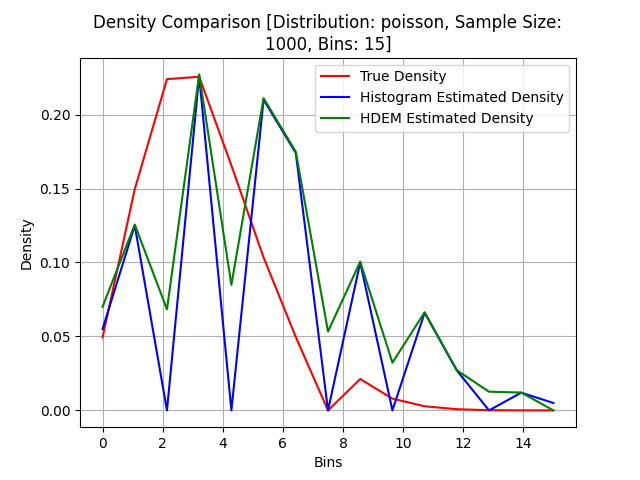 Density Comparison [Distribution: poisson, Sample Size:
1000, Bins: 15]
True Density
Histogram Estimated Density
HDEM Estimated Density
Density
0.20
0.15
0.10
0.05
0.00
0 2 4 6 8 10 12 14
Bins